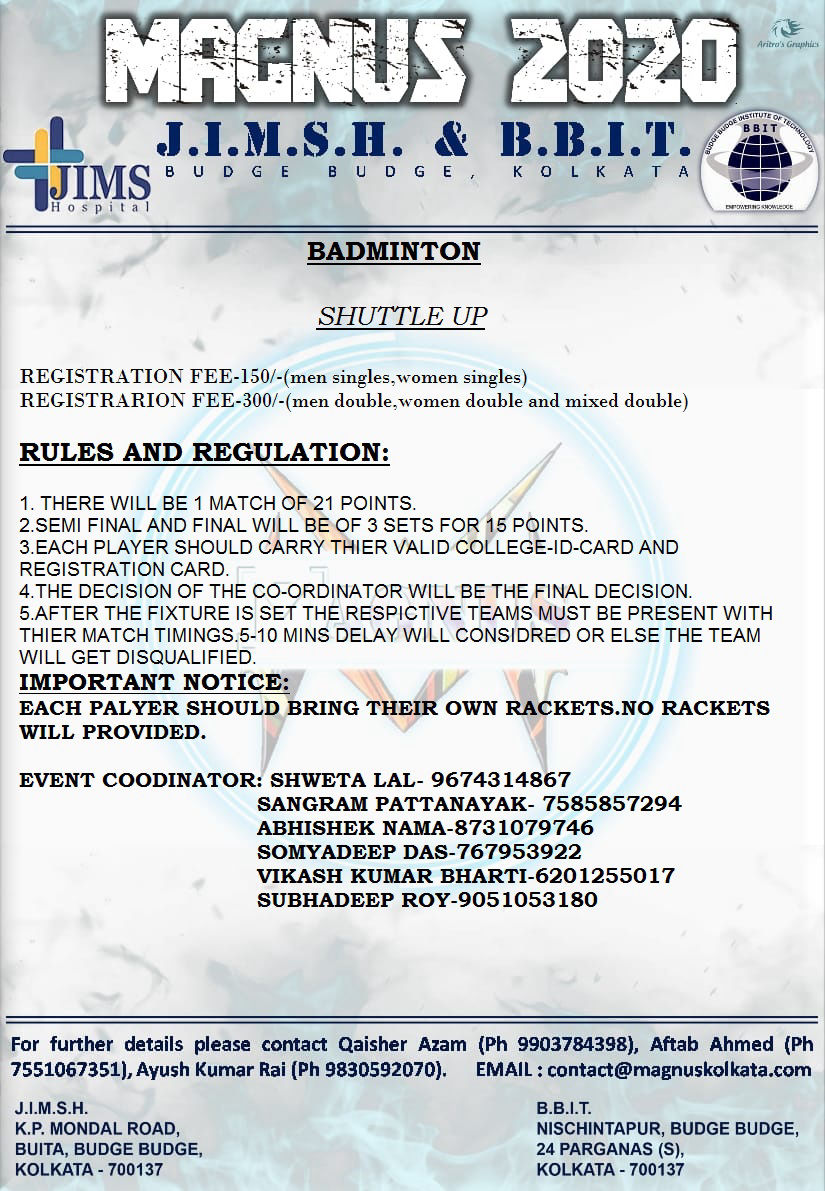 MAGNUS 2020
Aritra's Graphics
J.I.M.S.H. & B.B.I.T.
BUDGE BUDGE, KOLKATA
JIMS
Hospital
BUDGE BUDGE INSTITUTE OF TECHNOLOGY
BBIT
EMPOWERING KNOWLEDGE
BADMINTON
SHUTTLE UP
REGISTRATION FEE-150/-(men singles,women singles)
REGISTRARION FEE-300/-(men double,women double and mixed double)
RULES AND REGULATION:
1. THERE WILL BE 1 MATCH OF 21 POINTS.
2.SEMI FINAL AND FINAL WILL BE OF 3 SETS FOR 15 POINTS.
3.EACH PLAYER SHOULD CARRY THIER VALID COLLEGE-ID-CARD AND
REGISTRATION CARD.
4.THE DECISION OF THE CO-ORDINATOR WILL BE THE FINAL DECISION.
5.AFTER THE FIXTURE IS SET THE RESPICTIVE TEAMS MUST BE PRESENT WITH
THIER MATCH TIMINGS.5-10 MINS DELAY WILL CONSIDRED OR ELSE THE TEAM
WILL GET DISQUALIFIED.
IMPORTANT NOTICE:
EACH PALYER SHOULD BRING THEIR OWN RACKETS.NO RACKETS
WILL PROVIDED.
EVENT COODINATOR: SHWETA LAL- 9674314867
SANGRAM PATTANAYAK- 7585857294
ABHISHEK NAMA-8731079746
SOMYADEEP DAS-767953922
VIKASH KUMAR BHARTI-6201255017
SUBHADEEP ROY-9051053180
For further details please contact Qaisher Azam (Ph 9903784398), Aftab Ahmed (Ph
7551067351), Ayush Kumar Rai (Ph 9830592070). EMAIL : contact@magnuskolkata.com
J.I.M.S.H.
K.P. MONDAL ROAD,
BUITA, BUDGE BUDGE,
KOLKATA - 700137
B.B.I.T.
NISCHINTAPUR, BUDGE BUDGE,
24 PARGANAS (S),
KOLKATA - 700137